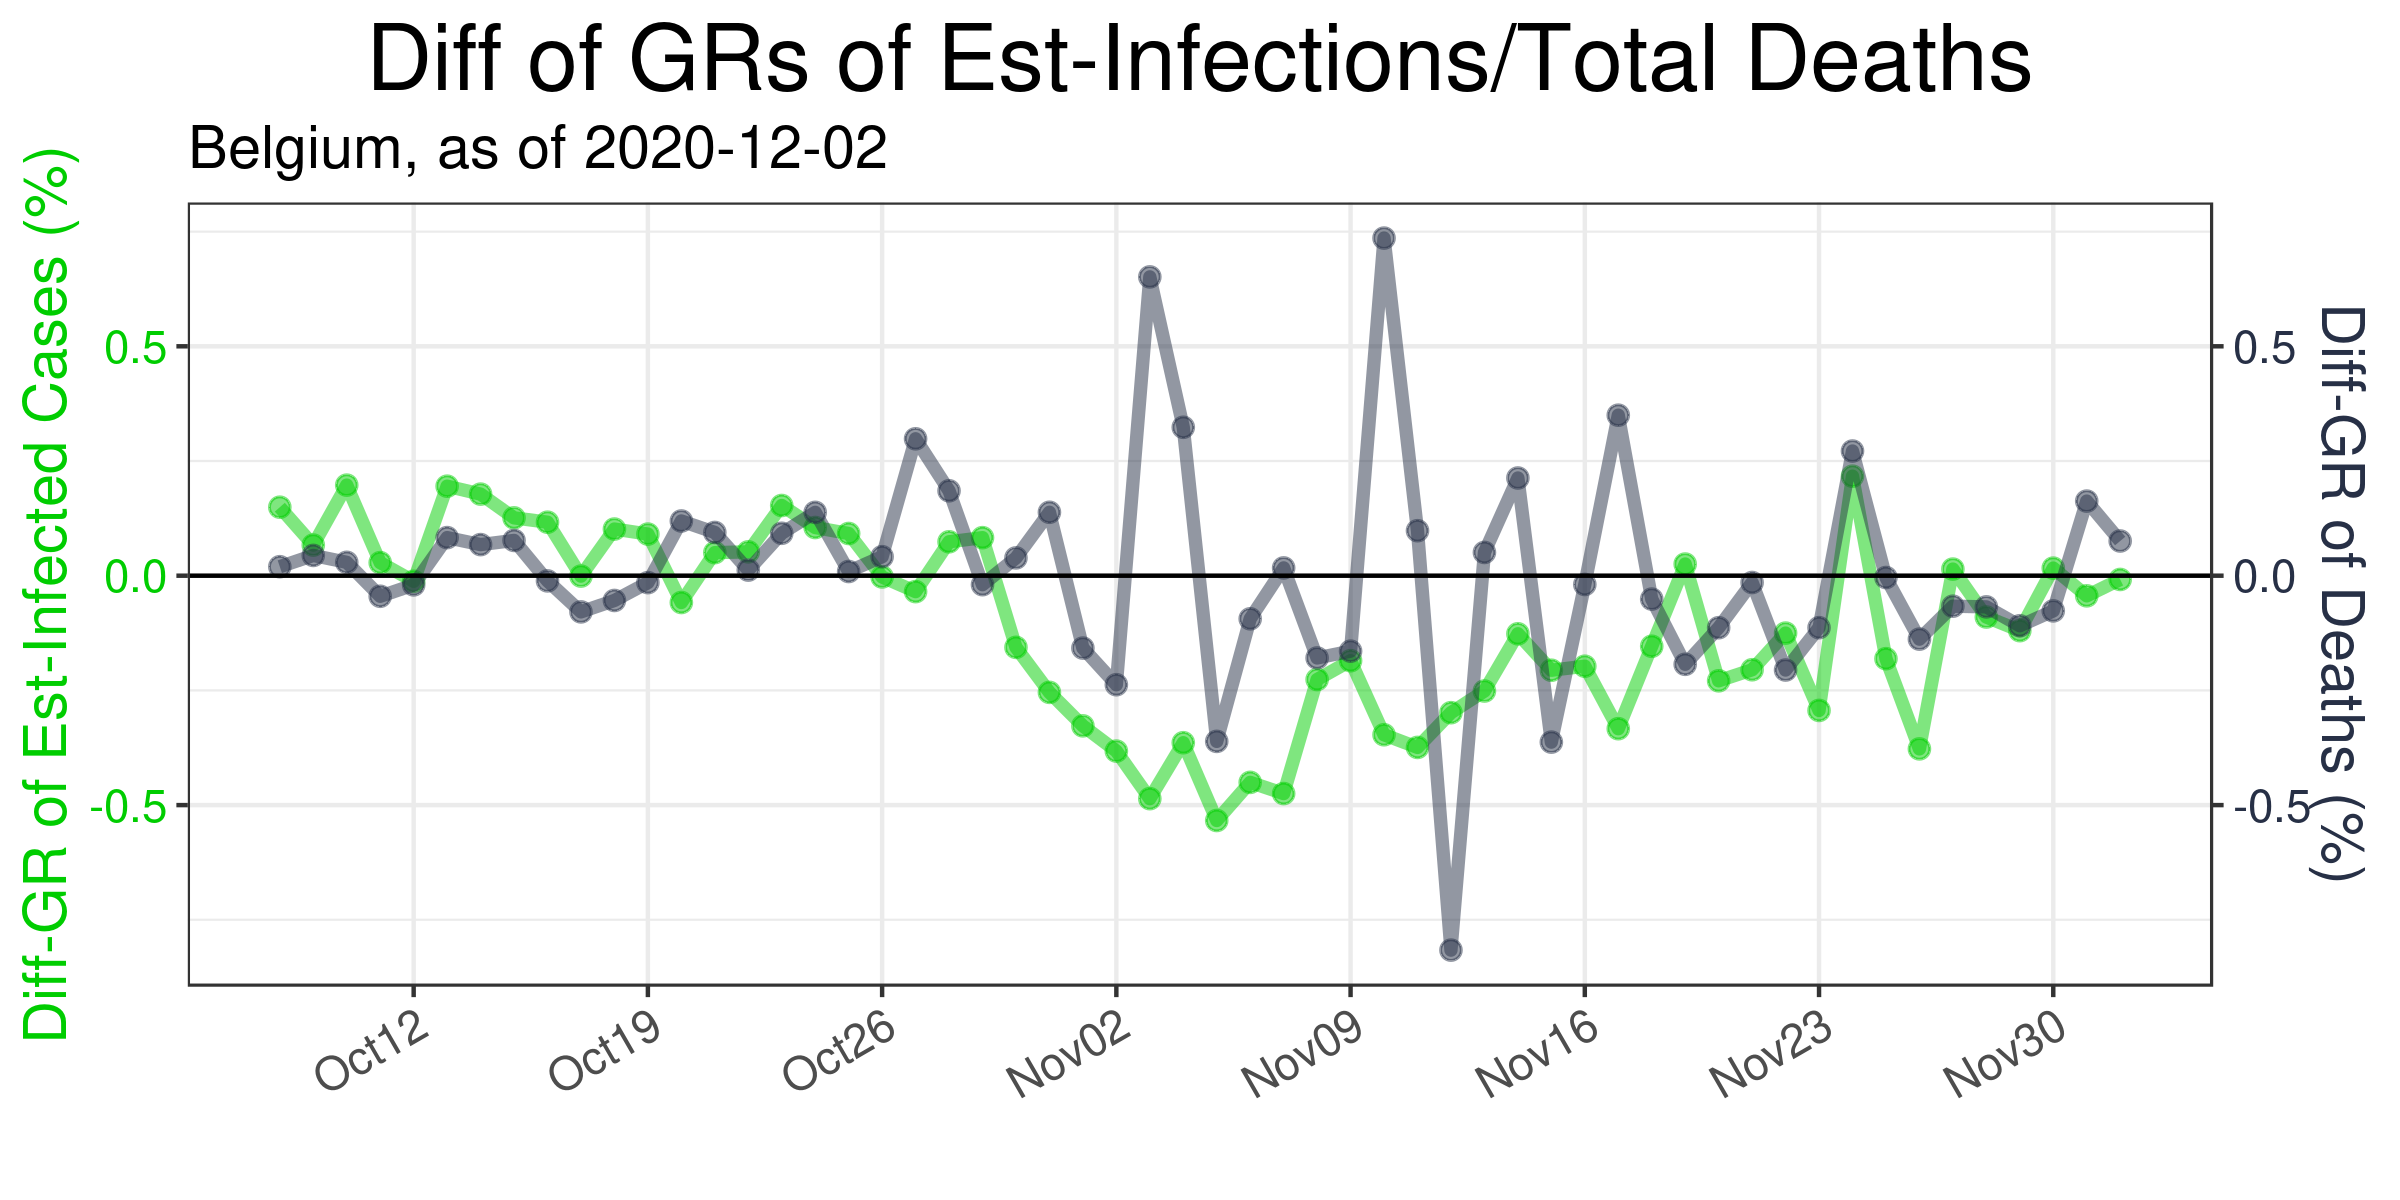 Diff of GRs of Est-Infections/Total Deaths
Belgium, as of 2020-12-02
Diff-GR of Est-Infected Cases (%)
0.5
0.0
-0.5
0.5
0.0
-0.5
Diff-GR of Deaths (%)
Oct12
Oct19
Oct26
Nov02
Nov09
Nov16
Nov23
Nov30